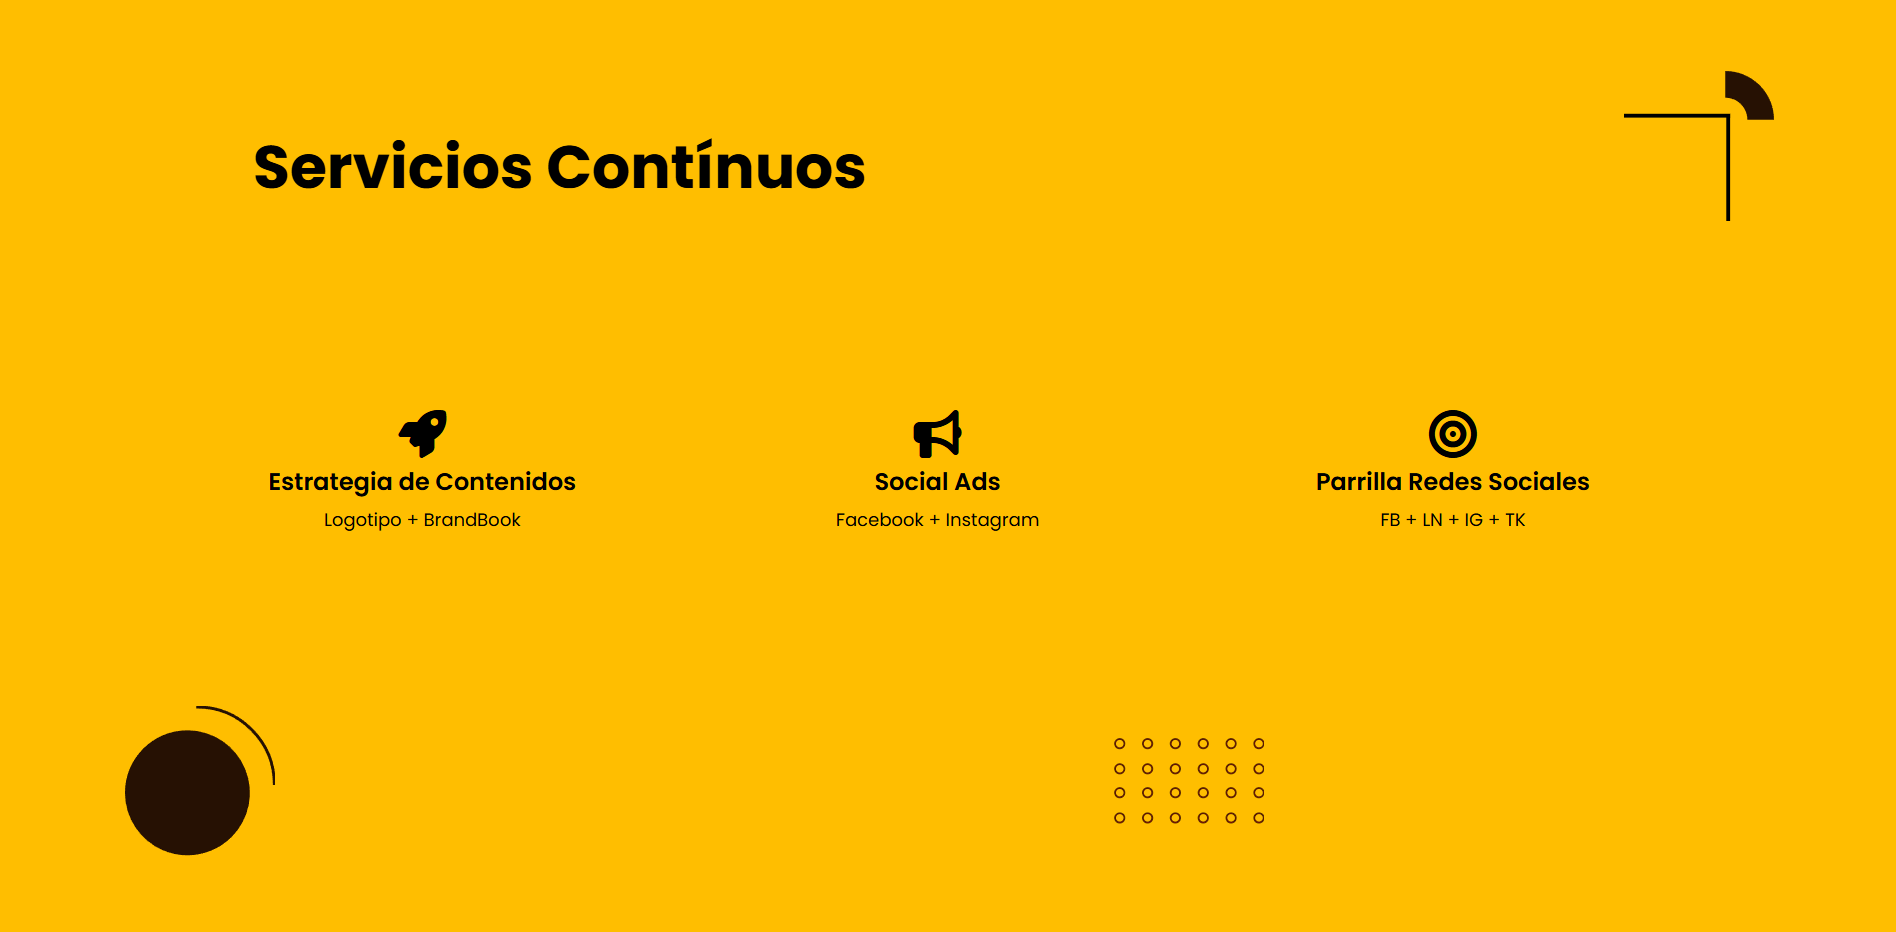 Servicios Contínuos
Estrategia de Contenidos
Logotipo + BrandBook
Social Ads
Facebook + Instagram
Parrilla Redes Sociales
FB + LN + IG + TK